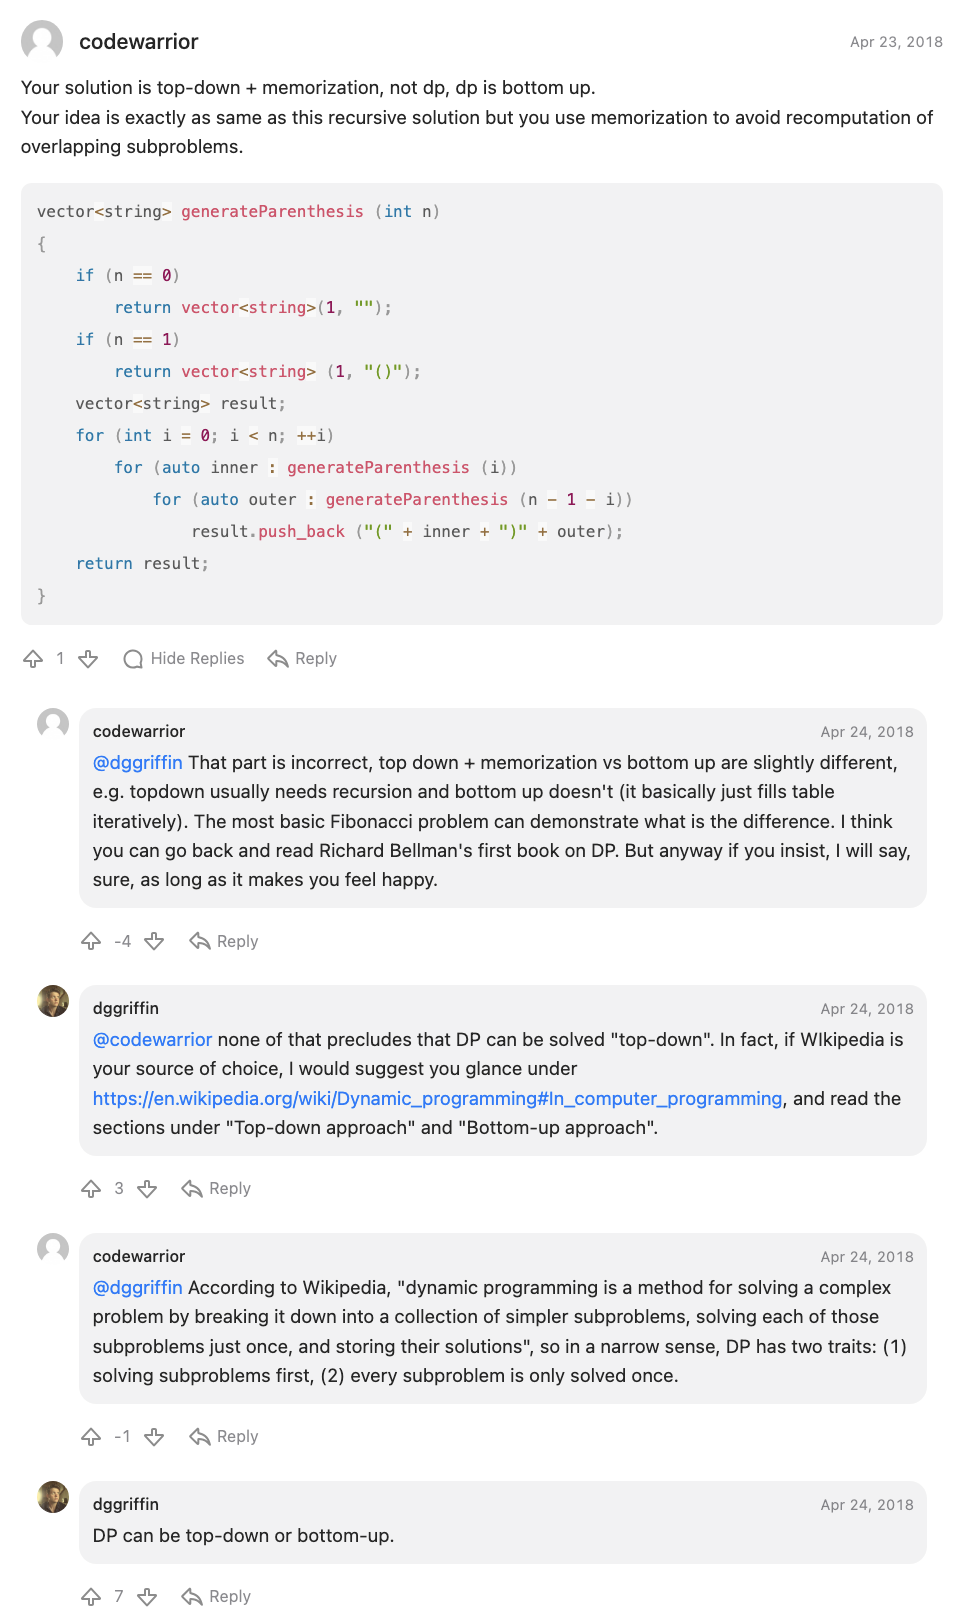 codewarrior
Apr 23, 2018
Your solution is top-down + memorization, not dp, dp is bottom up.
Your idea is exactly as same as this recursive solution but you use memorization to avoid recomputation of
overlapping subproblems.
vector<string> generateParenthesis (int n)
{
    if (n == 0)
        return vector<string>(1, "");
    if (n == 1)
        return vector<string> (1, "()");
    vector<string> result;
    for (int i = 0; i < n; ++i)
        for (auto inner : generateParenthesis (i))
            for (auto outer : generateParenthesis (n - 1 - i))
                result.push_back ("(" + inner + ")" + outer);
    return result;
}
1 Hide Replies Reply
codewarrior
Apr 24, 2018
@dggriffin That part is incorrect, top down + memorization vs bottom up are slightly different,
e.g. topdown usually needs recursion and bottom up doesn't (it basically just fills table
iteratively). The most basic Fibonacci problem can demonstrate what is the difference. I think
you can go back and read Richard Bellman's first book on DP. But anyway if you insist, I will say,
sure, as long as it makes you feel happy.
-4 Reply
dggriffin
Apr 24, 2018
@codewarrior none of that precludes that DP can be solved "top-down". In fact, if WIkipedia is
your source of choice, I would suggest you glance under
https://en.wikipedia.org/wiki/Dynamic_programming#In_computer_programming, and read the
sections under "Top-down approach" and "Bottom-up approach".
3 Reply
codewarrior
Apr 24, 2018
@dggriffin According to Wikipedia, "dynamic programming is a method for solving a complex
problem by breaking it down into a collection of simpler subproblems, solving each of those
subproblems just once, and storing their solutions", so in a narrow sense, DP has two traits: (1)
solving subproblems first, (2) every subproblem is only solved once.
-1 Reply
dggriffin
Apr 24, 2018
DP can be top-down or bottom-up.
7 Reply